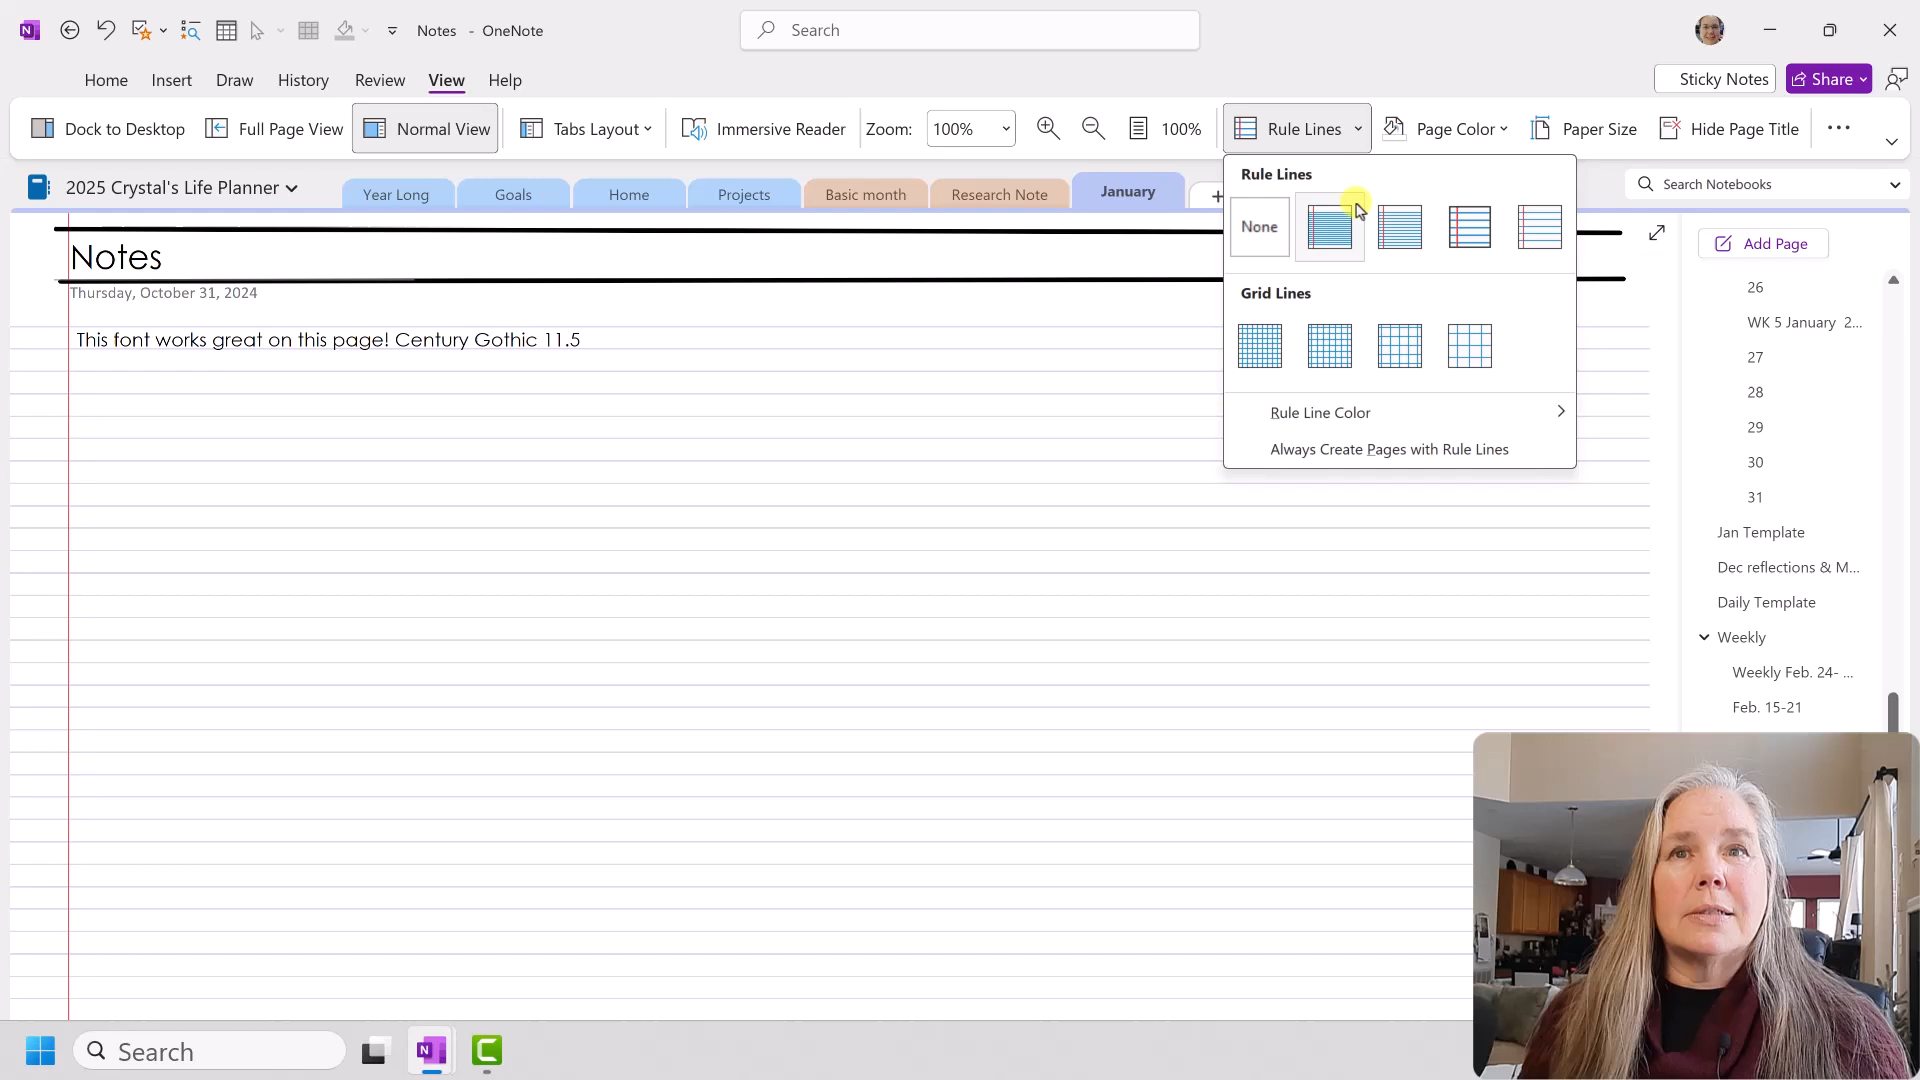 Notes - OneNote
Search
Home Insert Draw History Review View Help
Sticky Notes
Share
Dock to Desktop
Full Page View
Normal View
Tabs Layout
Immersive Reader
Zoom: 100%
100%
Rule Lines
Page Color
Paper Size
Hide Page Title
2025 Crystal's Life Planner
Year Long
Goals
Home
Projects
Basic month
Research Note
January
Search Notebooks
Rule Lines
None
Grid Lines
Rule Line Color
Always Create Pages with Rule Lines
Notes
Thursday, October 31, 2024
This font works great on this page! Century Gothic 11.5
Add Page
26
WK 5 January 2...
27
28
29
30
31
Jan Template
Dec reflections & M...
Daily Template
Weekly
Weekly Feb. 24- ...
Feb. 15-21
Search